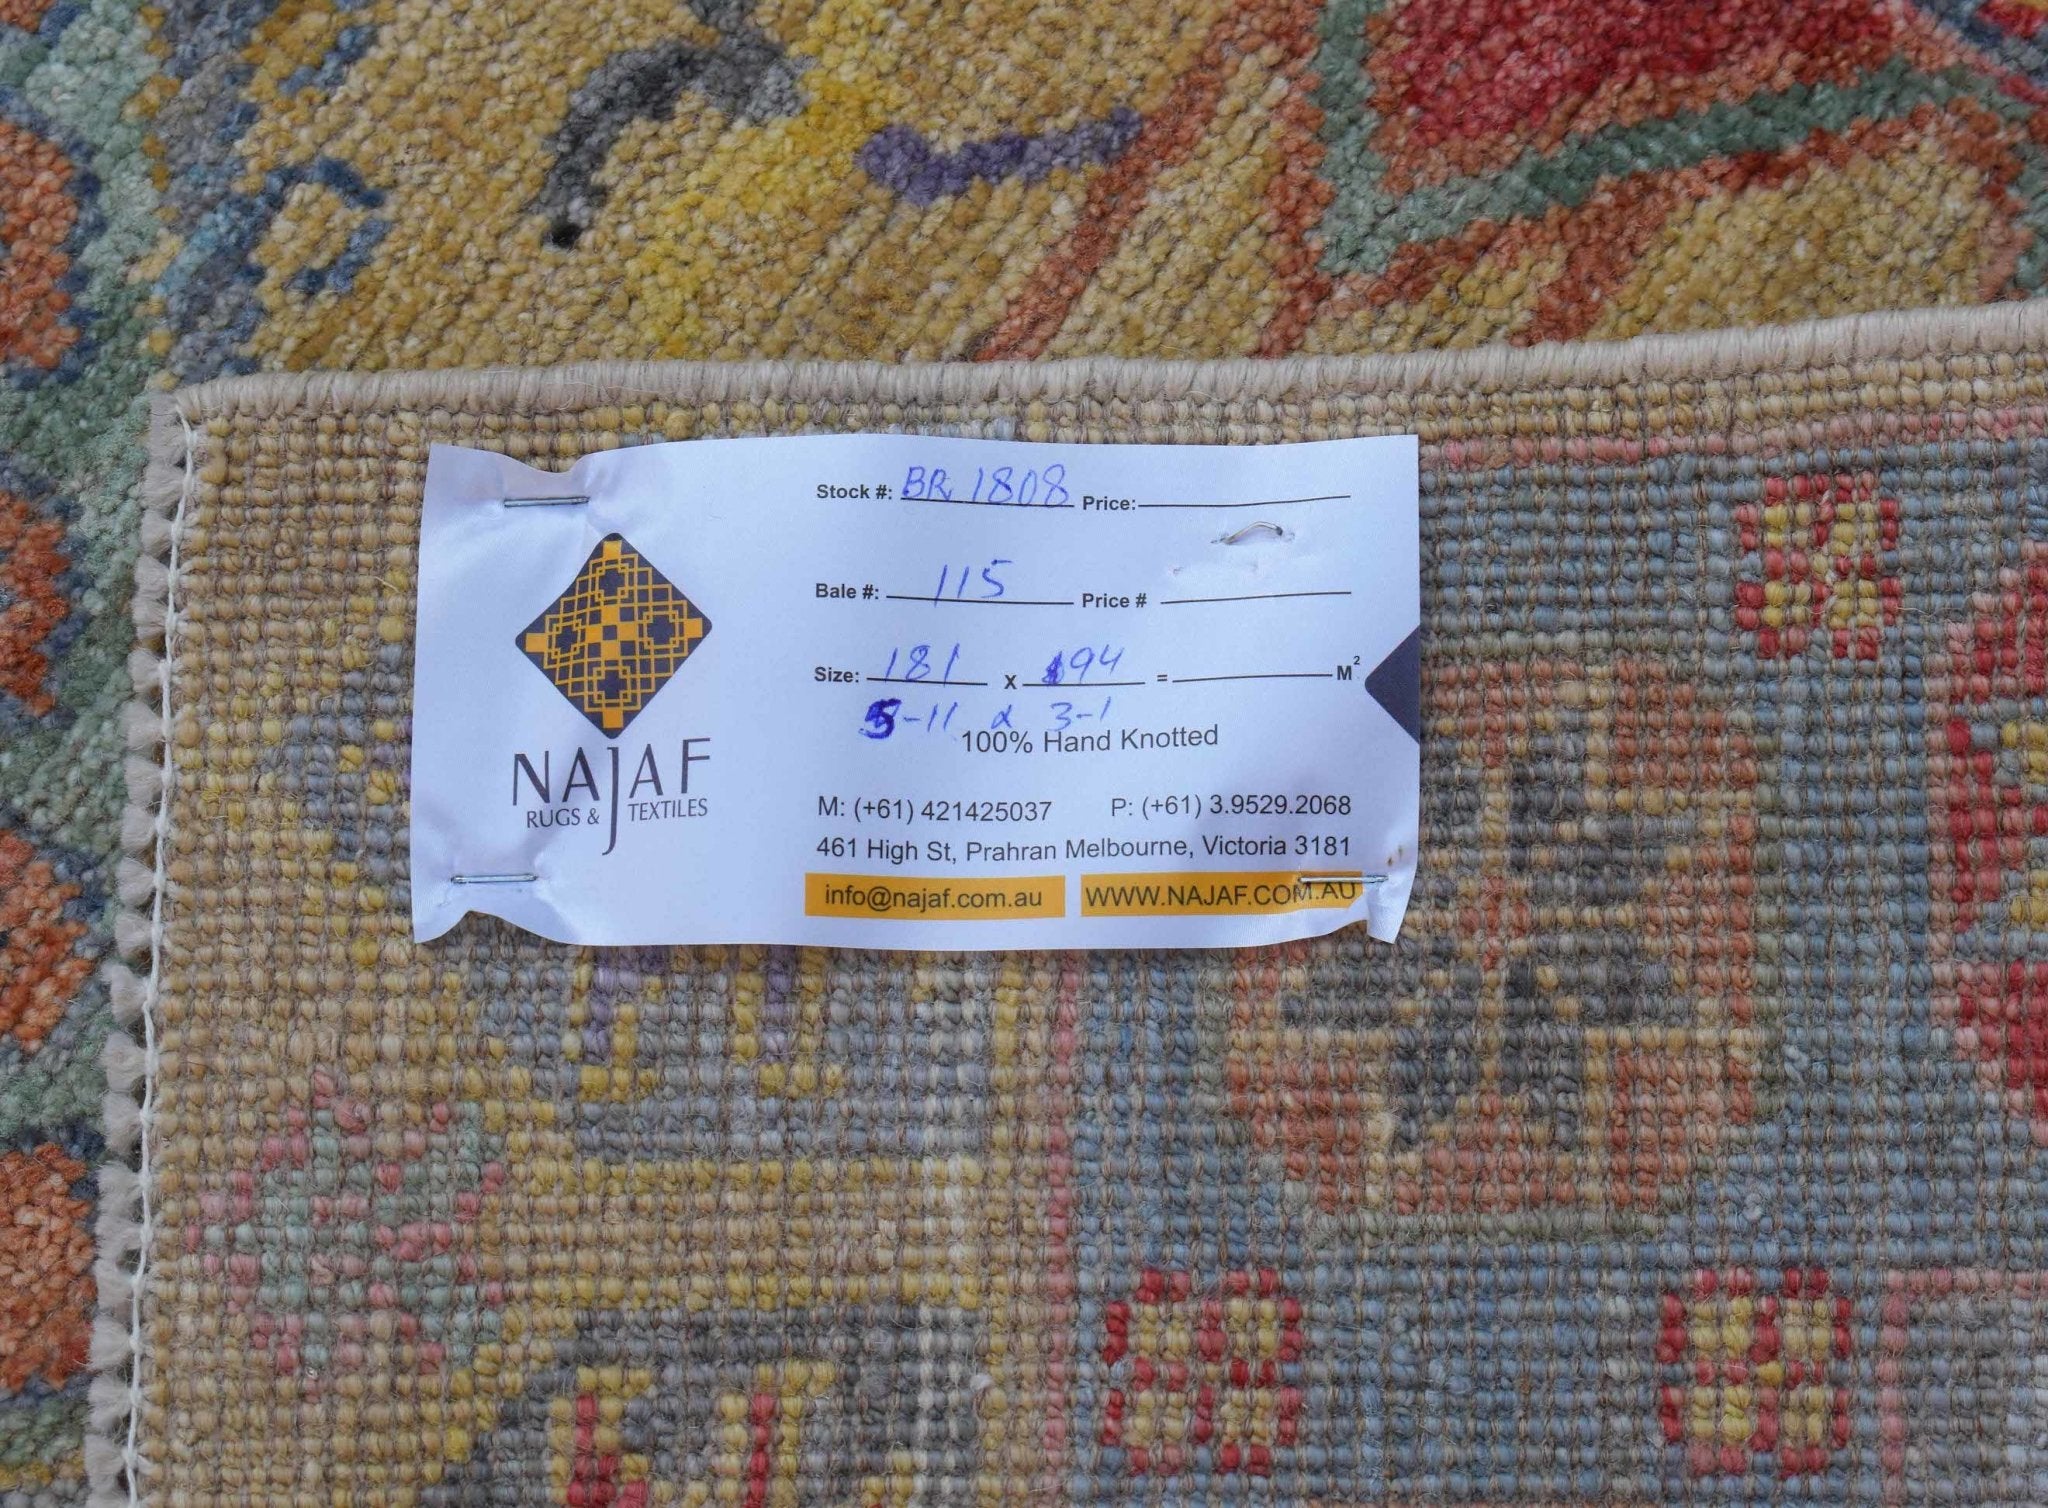 Stock #: BR 1808 Price:
Bale #: 115 Price #
Size: 181 x 94 = M²
5-11 x 3-1
100% Hand Knotted
NAJAF
RUGS & TEXTILES
M: (+61) 421425037 P: (+61) 3.9529.2068
461 High St, Prahran Melbourne, Victoria 3181
info@najaf.com.au WWW.NAJAF.COM.AU